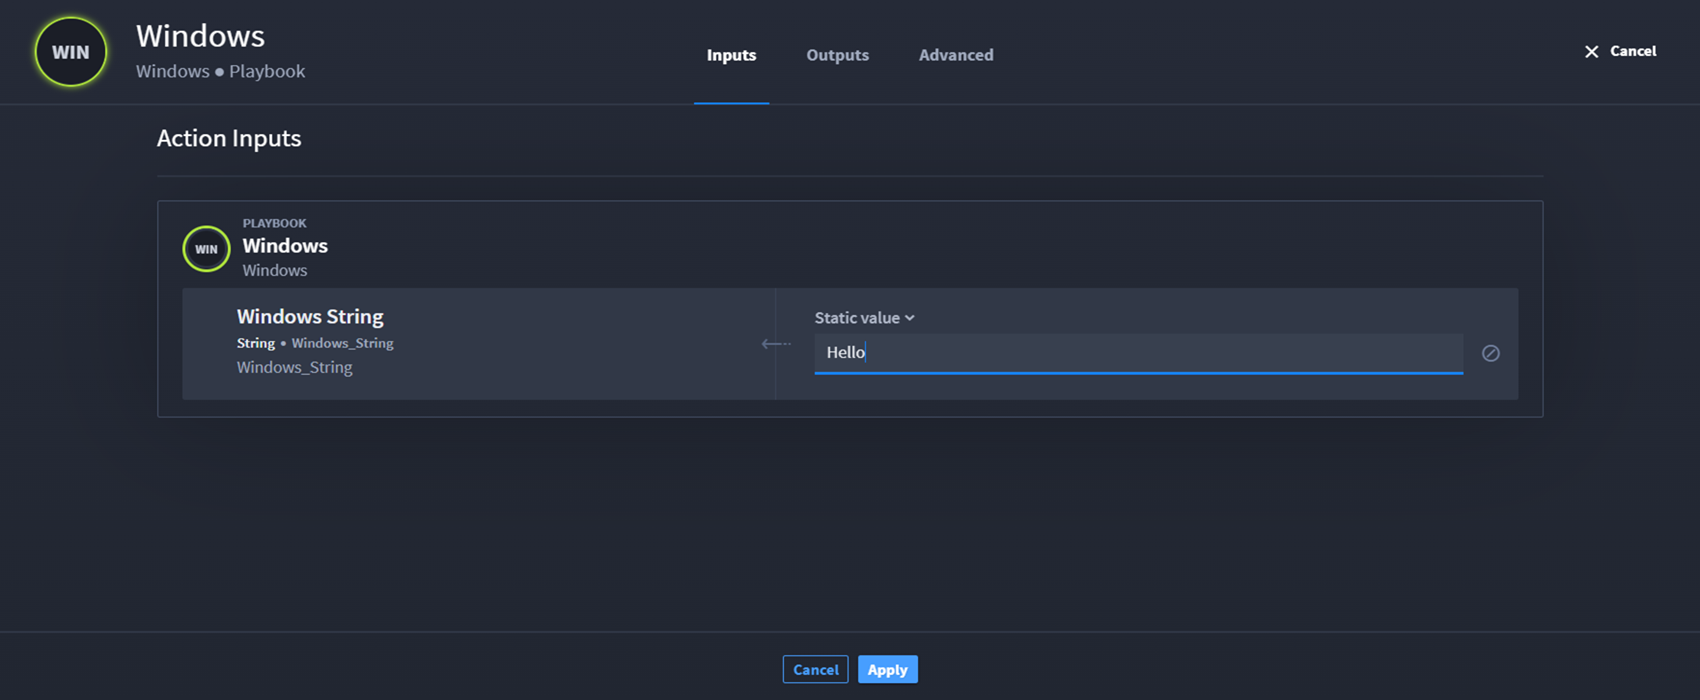 WIN
Windows
Windows • Playbook
Inputs
Outputs
Advanced
Cancel
Action Inputs
PLAYBOOK
WIN
Windows
Windows
Windows String
String • Windows_String
Windows_String
Static value
Hello
Cancel
Apply